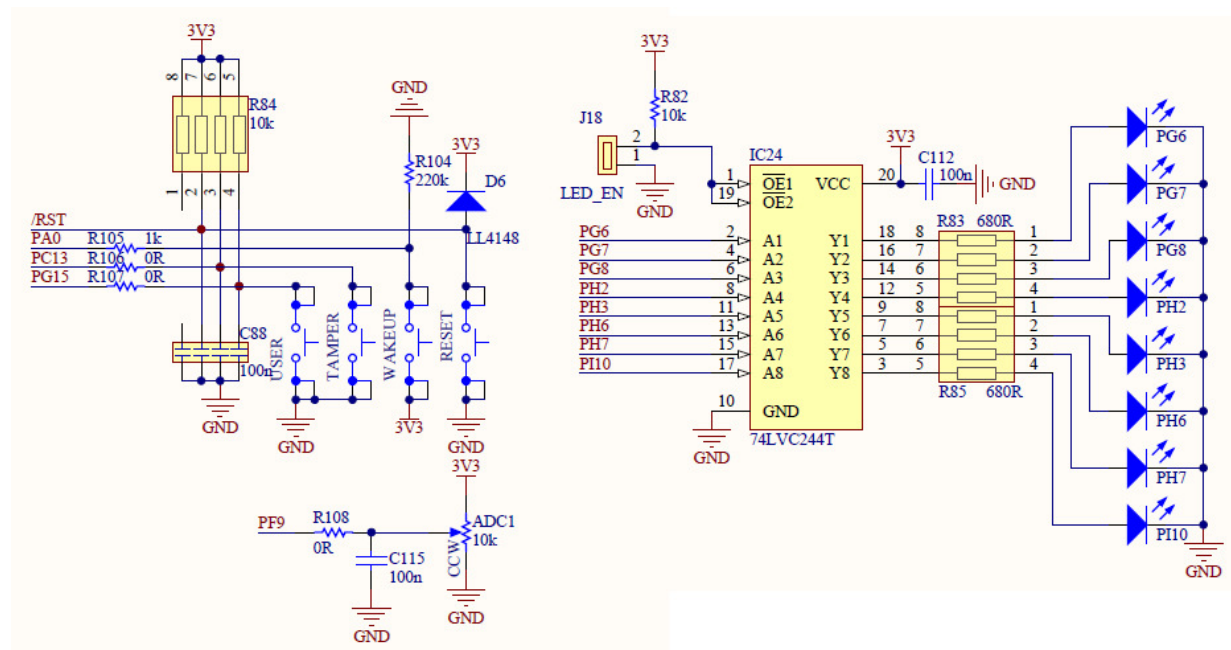 3V3
8 7 6 5
R84
10k
1 2 3 4
GND
R104
220k
3V3
D6
LL4148
/RST
PA0 R105 1k
PC13 R106 0R
PG15 R107 0R
C88
100n
USER
TAMPER
WAKEUP
RESET
GND
GND
3V3
GND
3V3
PF9 R108
0R
ADC1
10k
CCW
C115
100n
GND
GND
3V3
R82
10k
J18
2
1
LED_EN
GND
IC24
1 OE1 VCC 20
19 OE2
3V3
C112
100n
GND
R83 680R
PG6 2 A1 Y1 18 8 1
PG7 4 A2 Y2 16 7 2
PG8 6 A3 Y3 14 6 3
PH2 8 A4 Y4 12 5 4
PH3 11 A5 Y5 9 8 1
PH6 13 A6 Y6 7 7 2
PH7 15 A7 Y7 5 6 3
PI10 17 A8 Y8 3 5 4
R85 680R
10 GND
74LVC244T
GND
PG6
PG7
PG8
PH2
PH3
PH6
PH7
PI10
GND